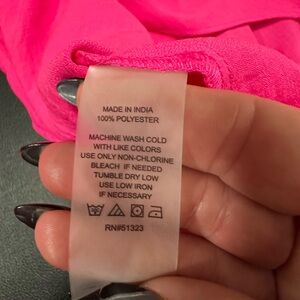 MADE IN INDIA
100% POLYESTER
MACHINE WASH COLD
WITH LIKE COLORS
USE ONLY NON-CHLORINE
BLEACH IF NEEDED
TUMBLE DRY LOW
USE LOW IRON
IF NECESSARY
RN#51323